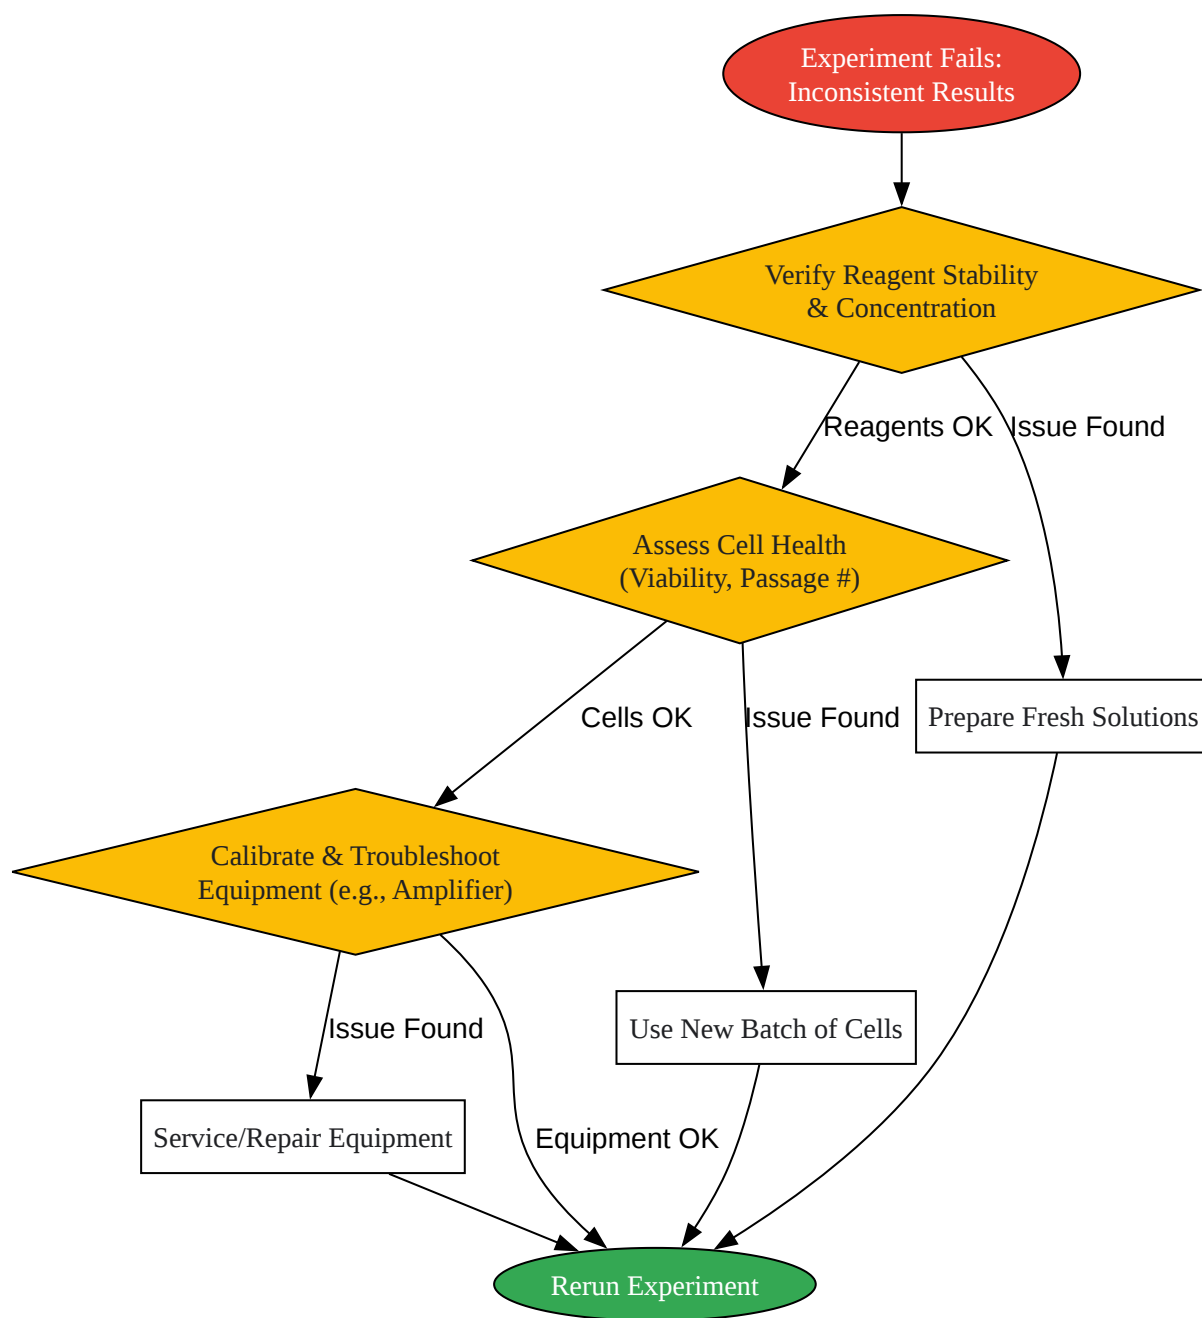 Experiment Fails:
Inconsistent Results
Verify Reagent Stability
& Concentration
Reagents OK
Issue Found
Assess Cell Health
(Viability, Passage #)
Cells OK
Issue Found
Prepare Fresh Solutions
Calibrate & Troubleshoot
Equipment (e.g., Amplifier)
Issue Found
Use New Batch of Cells
Service/Repair Equipment
Equipment OK
Rerun Experiment